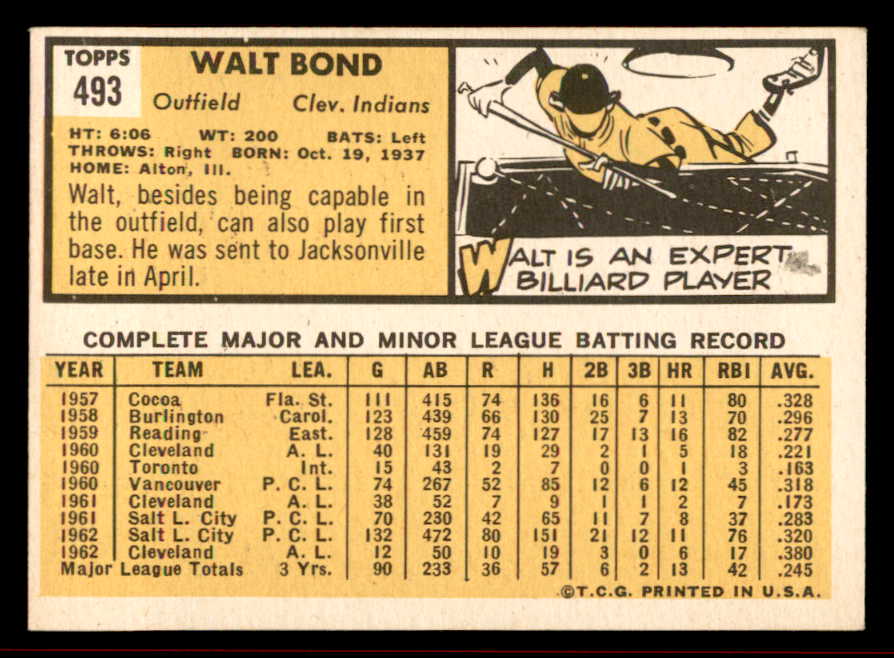 TOPPS
493
WALT BOND
Outfield Clev. Indians
HT: 6:06 WT: 200 BATS: Left
THROWS: Right BORN: Oct. 19, 1937
HOME: Alton, Ill.
Walt, besides being capable in
the outfield, can also play first
base. He was sent to Jacksonville
late in April.
WALT IS AN EXPERT
BILLIARD PLAYER
COMPLETE MAJOR AND MINOR LEAGUE BATTING RECORD
YEAR TEAM LEA. G AB R H 2B 3B HR RBI AVG.
1957 Cocoa Fla. St. 111 415 74 136 16 6 11 80 .328
1958 Burlington Carol. 123 439 66 130 25 7 13 70 .296
1959 Reading East. 128 459 74 127 17 13 16 82 .277
1960 Cleveland A. L. 40 131 19 29 2 1 5 18 .221
1960 Toronto Int. 15 43 2 7 0 0 1 3 .163
1960 Vancouver P. C. L. 74 267 52 85 12 6 12 45 .318
1961 Cleveland A. L. 38 52 7 9 1 1 2 7 .173
1961 Salt L. City P. C. L. 70 230 42 65 11 7 8 37 .283
1962 Salt L. City P. C. L. 132 472 80 151 21 12 11 76 .320
1962 Cleveland A. L. 12 50 10 19 3 0 6 17 .380
Major League Totals 3 Yrs. 90 233 36 57 6 2 13 42 .245
©T.C.G. PRINTED IN U.S.A.